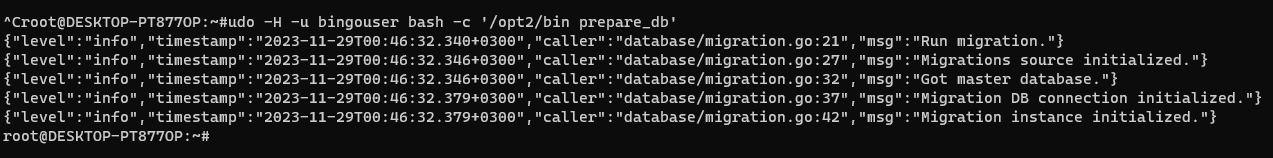 ^Croot@DESKTOP-PT877OP:~#udo -H -u bingouser bash -c '/opt2/bin prepare_db'
{"level":"info","timestamp":"2023-11-29T00:46:32.340+0300","caller":"database/migration.go:21","msg":"Run migration."}
{"level":"info","timestamp":"2023-11-29T00:46:32.346+0300","caller":"database/migration.go:27","msg":"Migrations source initialized."}
{"level":"info","timestamp":"2023-11-29T00:46:32.346+0300","caller":"database/migration.go:32","msg":"Got master database."}
{"level":"info","timestamp":"2023-11-29T00:46:32.379+0300","caller":"database/migration.go:37","msg":"Migration DB connection initialized."}
{"level":"info","timestamp":"2023-11-29T00:46:32.379+0300","caller":"database/migration.go:42","msg":"Migration instance initialized."}
root@DESKTOP-PT877OP:~#